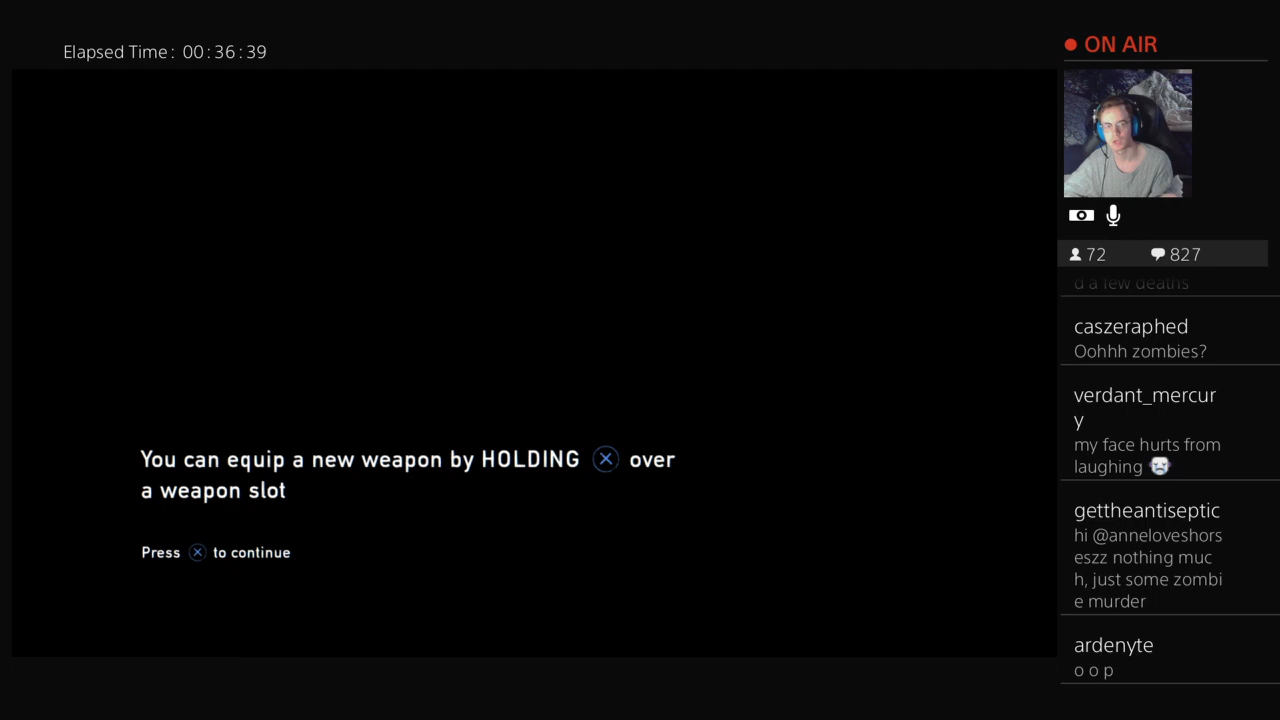 Elapsed Time: 00:36:39
ON AIR
72
827
d a few deaths
caszeraphed
Oohhh zombies?
verdant_mercur
y
my face hurts from
laughing
gettheantiseptic
hi @anneloveshors
eszz nothing muc
h, just some zombi
e murder
ardenyte
o o p
You can equip a new weapon by HOLDING over
a weapon slot
Press to continue